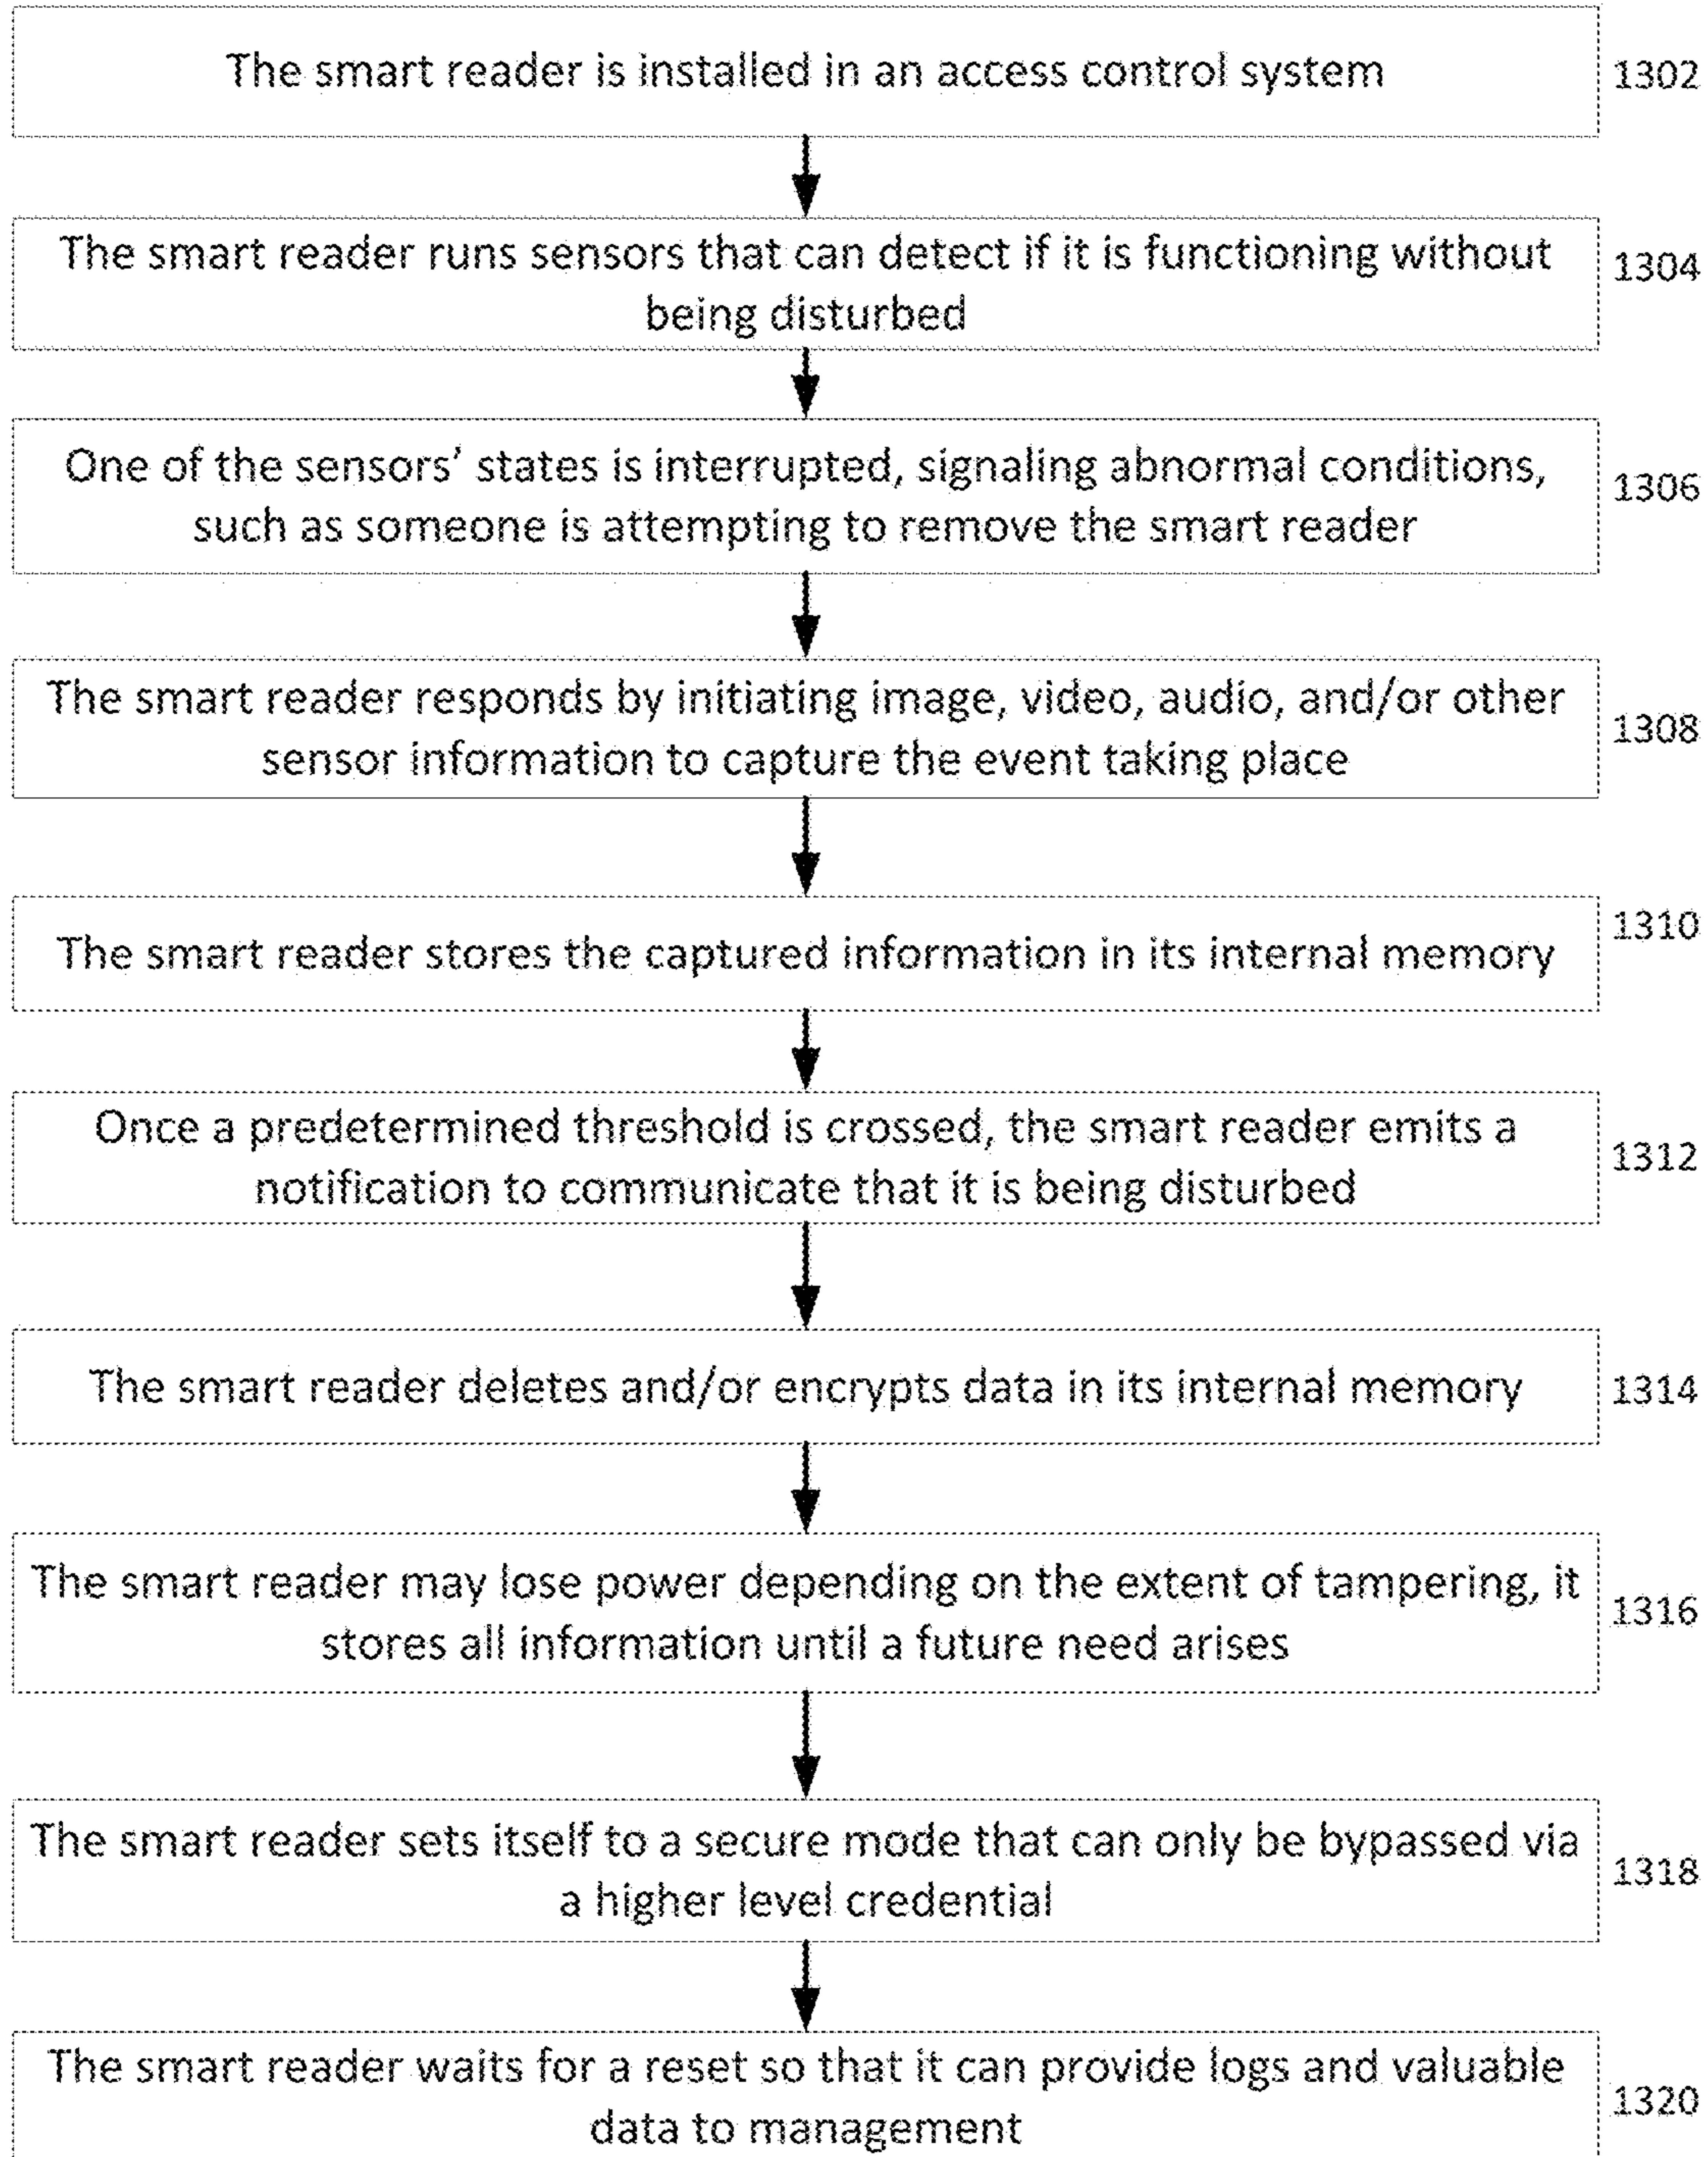 The smart reader is installed in an access control system
1302
The smart reader runs sensors that can detect if it is functioning without
being disturbed
1304
One of the sensors’ states is interrupted, signaling abnormal conditions,
such as someone is attempting to remove the smart reader
1306
The smart reader responds by initiating image, video, audio, and/or other
sensor information to capture the event taking place
1308
The smart reader stores the captured information in its internal memory
1310
Once a predetermined threshold is crossed, the smart reader emits a
notification to communicate that it is being disturbed
1312
The smart reader deletes and/or encrypts data in its internal memory
1314
The smart reader may lose power depending on the extent of tampering, it
stores all information until a future need arises
1316
The smart reader sets itself to a secure mode that can only be bypassed via
a higher level credential
1318
The smart reader waits for a reset so that it can provide logs and valuable
data to management
1320